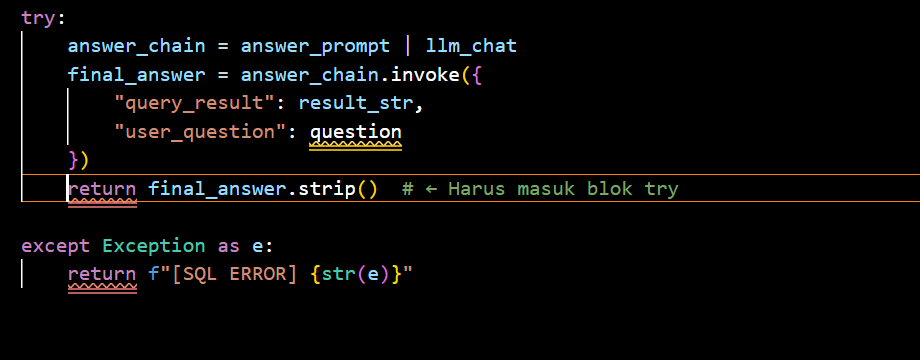 try:
    answer_chain = answer_prompt | llm_chat
    final_answer = answer_chain.invoke({
        "query_result": result_str,
        "user_question": question
    })
    return final_answer.strip()  # ← Harus masuk blok try
except Exception as e:
    return f"[SQL ERROR] {str(e)}"